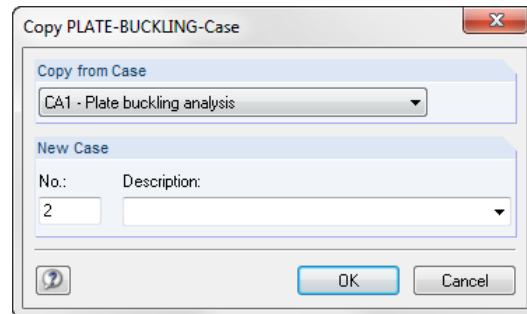 Copy PLATE-BUCKLING-Case
Copy from Case
CA1 - Plate buckling analysis
New Case
No.: Description:
2
OK Cancel